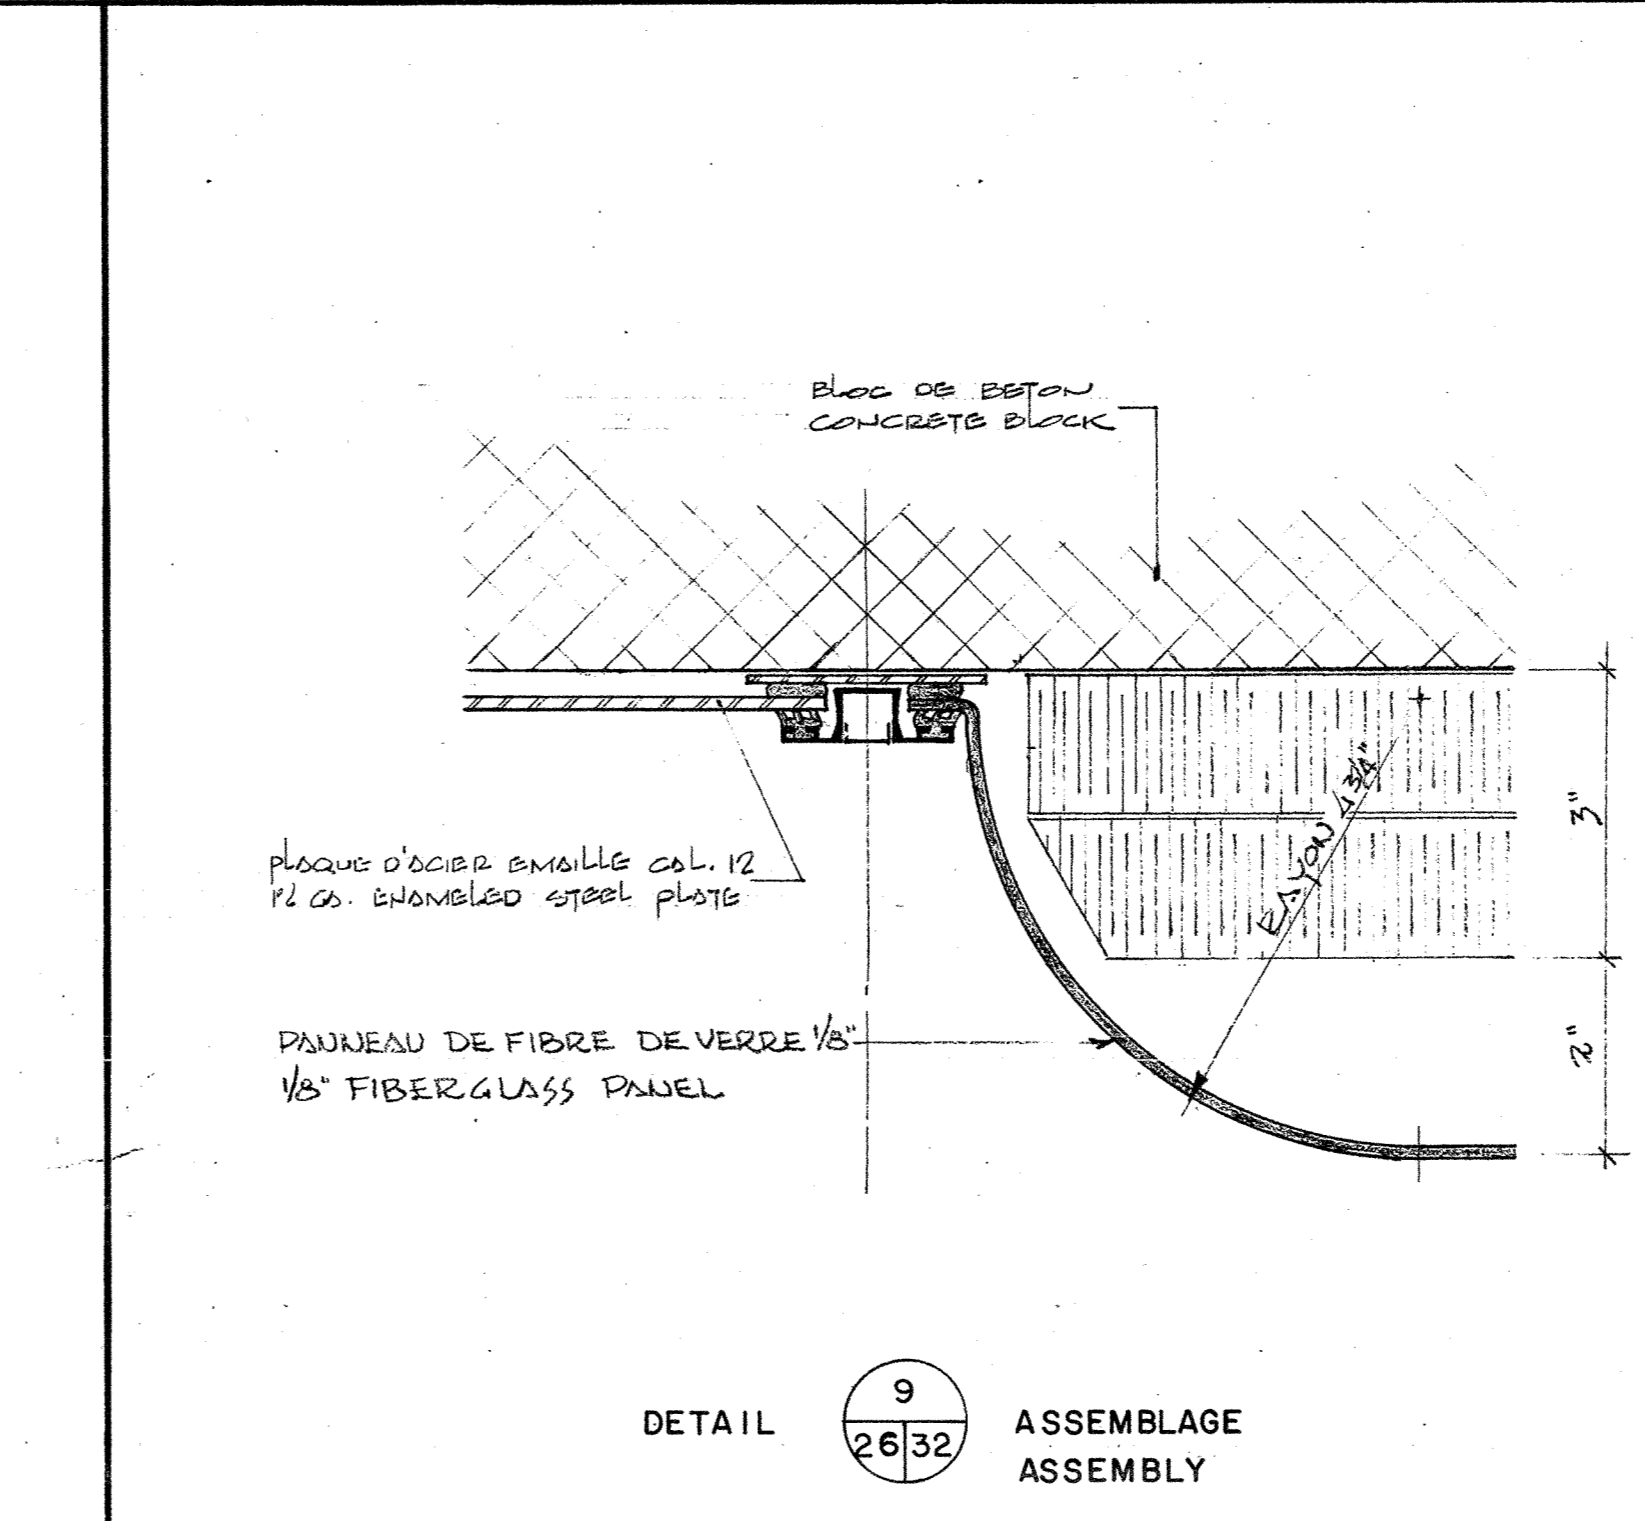 BLOC DE BETON
CONCRETE BLOCK
PLAQUE D'ACIER EMAILLE CAL. 12
12 GA. ENAMELED STEEL PLATE
RAYON 4 3/4"
3"
PANNEAU DE FIBRE DE VERRE 1/8"
1/8" FIBERGLASS PANEL
2"
DETAIL
9
26 32
ASSEMBLAGE
ASSEMBLY